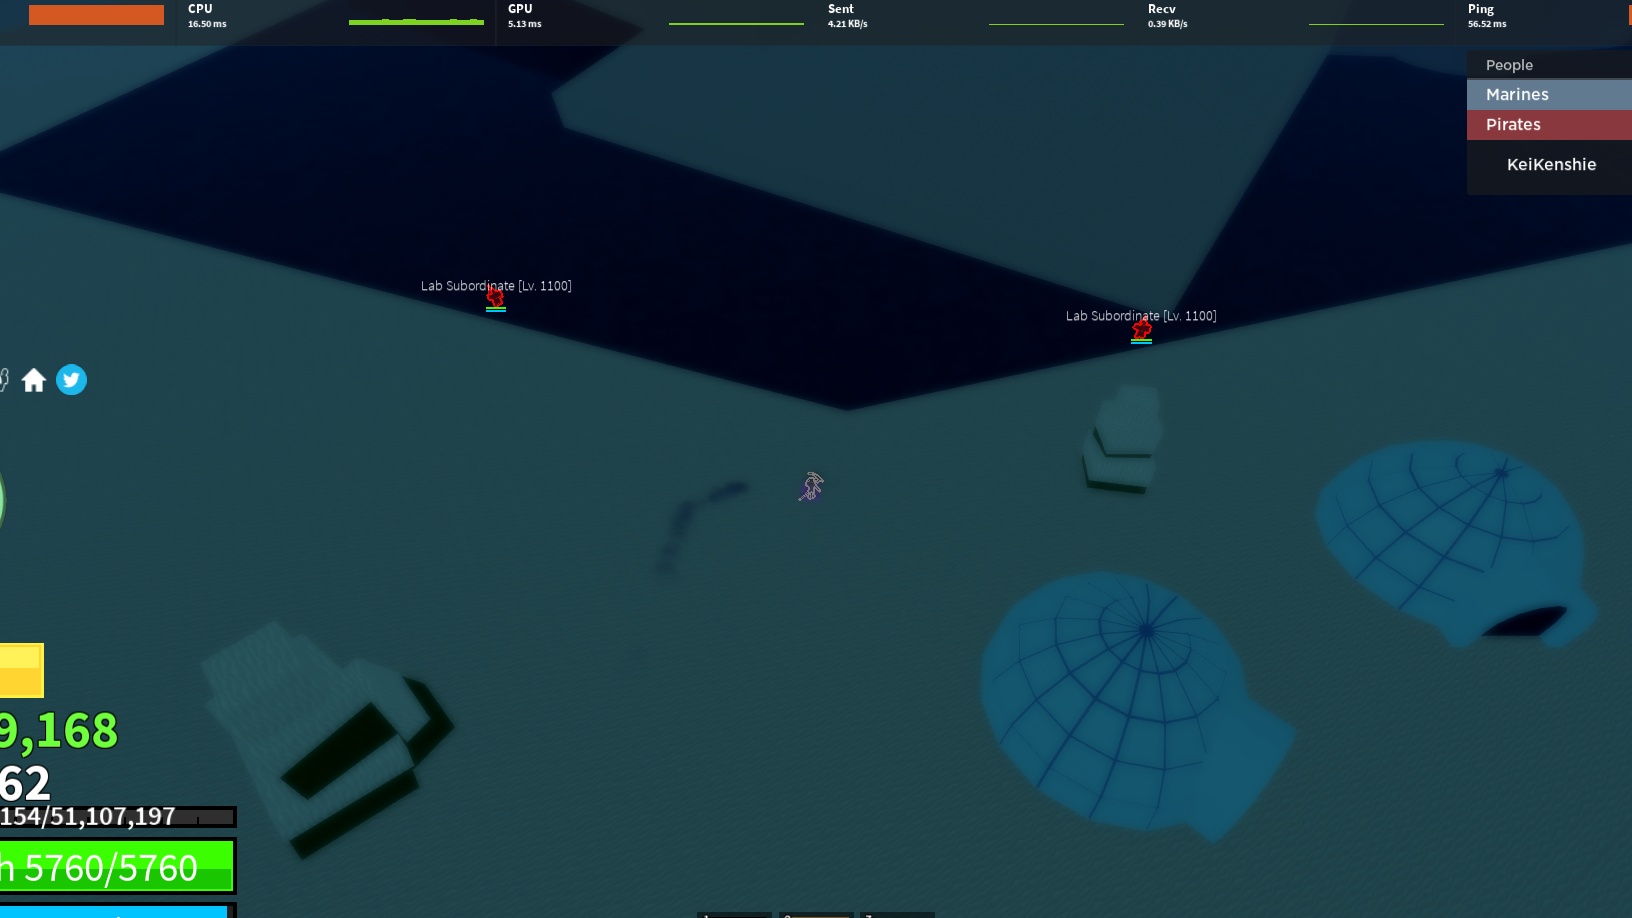 CPU
16.50 ms
GPU
5.13 ms
Sent
4.21 KB/s
Recv
0.39 KB/s
Ping
56.52 ms
People
Marines
Pirates
KeiKenshie
Lab Subordinate [Lv. 1100]
Lab Subordinate [Lv. 1100]
9,168
62
154/51,107,197
h 5760/5760